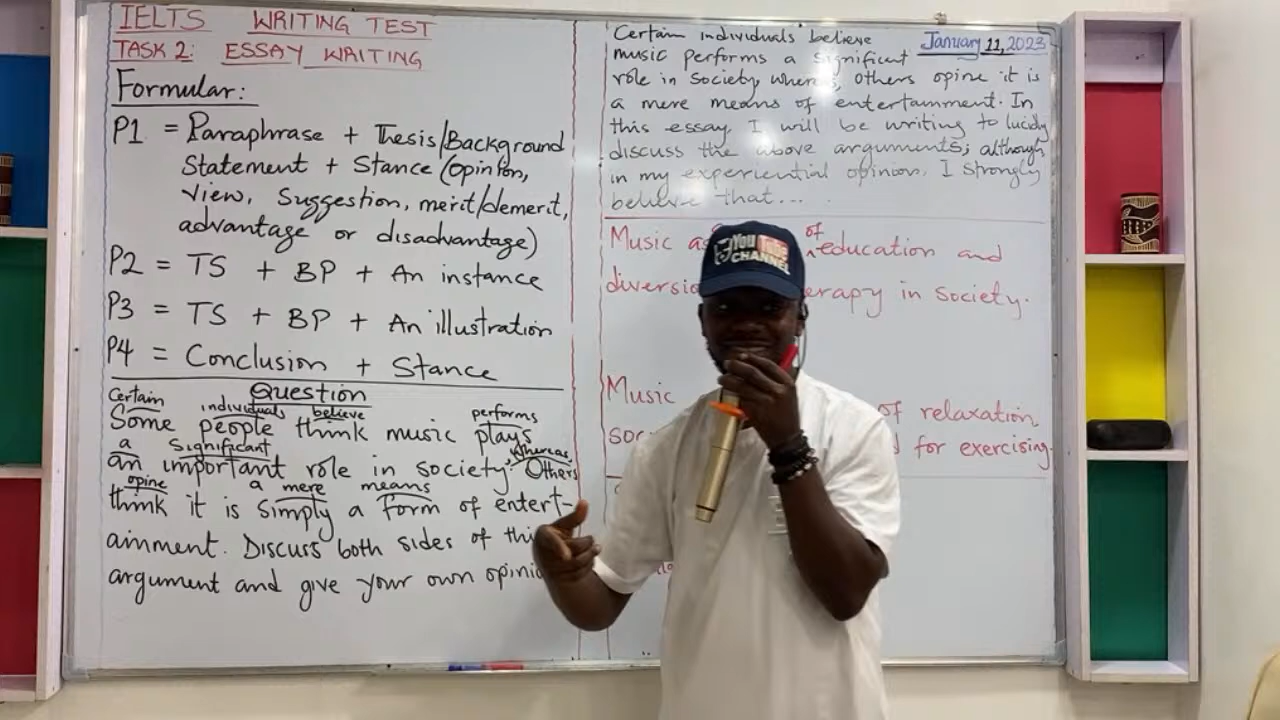 IELTS WRITING TEST
TASK 2: ESSAY WRITING
Formular:
P1 = Paraphrase + Thesis/Background
Statement + Stance (opinion,
view, suggestion, merit/demerit,
advantage or disadvantage)
P2 = TS + BP + An instance
P3 = TS + BP + An illustration
P4 = Conclusion + Stance
Question
Certain individuals believe performs
Some people think music plays
a significant whereas,
an important role in society. Others
opine a mere means
think it is simply a form of entert-
ainment. Discuss both sides of this
argument and give your own opinio
January 11, 2023
Certain individuals believe
music performs a significant
role in society whereas, others opine it is
a mere means of entertainment. In
this essay, I will be writing to lucidly
discuss the above arguments; although
in my experiential opinion, I strongly
believe that...
of
Music as education and
diversio erapy in society.
Music of relaxation,
soc for exercising.
YouTube
CHANNEL